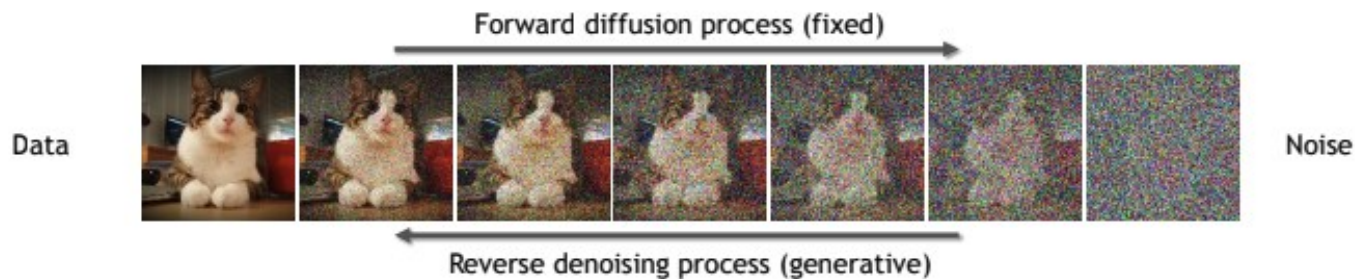 Forward diffusion process (fixed)
Data
Noise
Reverse denoising process (generative)